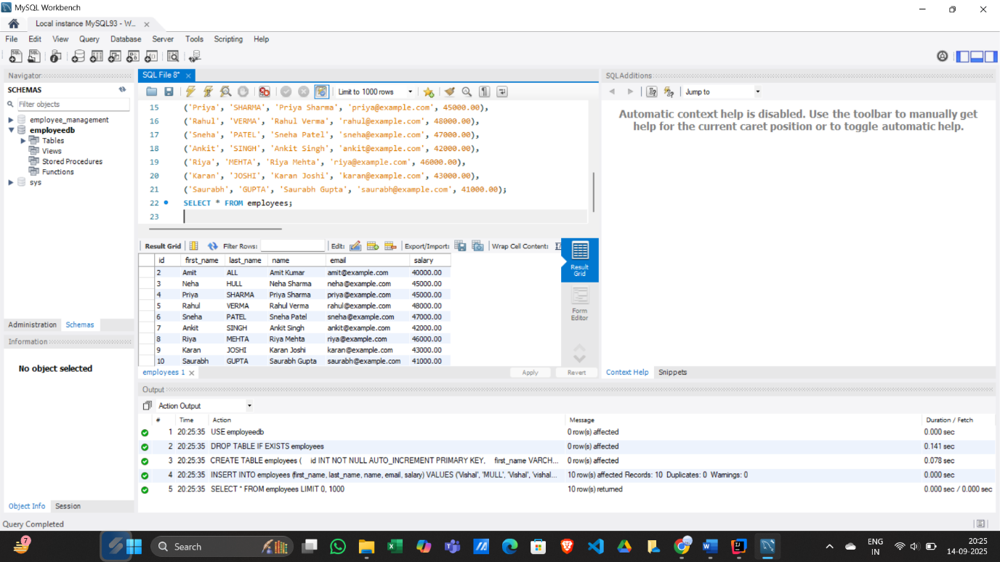 MySQL Workbench
Local instance MySQL93 - W...
File Edit View Query Database Server Tools Scripting Help
Navigator
SCHEMAS
Filter objects
employee_management
employeedb
Tables
Views
Stored Procedures
Functions
sys
Administration Schemas
Information
No object selected
Object Info Session
SQL File 8*
Limit to 1000 rows
15 ('Priya', 'SHARMA', 'Priya Sharma', 'priya@example.com', 45000.00),
16 ('Rahul', 'VERMA', 'Rahul Verma', 'rahul@example.com', 48000.00),
17 ('Sneha', 'PATEL', 'Sneha Patel', 'sneha@example.com', 47000.00),
18 ('Ankit', 'SINGH', 'Ankit Singh', 'ankit@example.com', 42000.00),
19 ('Riya', 'MEHTA', 'Riya Mehta', 'riya@example.com', 46000.00),
20 ('Karan', 'JOSHI', 'Karan Joshi', 'karan@example.com', 43000.00),
21 ('Saurabh', 'GUPTA', 'Saurabh Gupta', 'saurabh@example.com', 41000.00);
22 SELECT * FROM employees;
23
Result Grid Filter Rows: Edit: Export/Import: Wrap Cell Content:
id first_name last_name name email salary
2 Amit ALL Amit Kumar amit@example.com 40000.00
3 Neha HULL Neha Sharma neha@example.com 45000.00
4 Priya SHARMA Priya Sharma priya@example.com 45000.00
5 Rahul VERMA Rahul Verma rahul@example.com 48000.00
6 Sneha PATEL Sneha Patel sneha@example.com 47000.00
7 Ankit SINGH Ankit Singh ankit@example.com 42000.00
8 Riya MEHTA Riya Mehta riya@example.com 46000.00
9 Karan JOSHI Karan Joshi karan@example.com 43000.00
10 Saurabh GUPTA Saurabh Gupta saurabh@example.com 41000.00
Result
Grid
Form
Editor
employees 1
Apply Revert
SQLAdditions
Jump to
Automatic context help is disabled. Use the toolbar to manually get
help for the current caret position or to toggle automatic help.
Context Help Snippets
Output
Action Output
# Time Action Message Duration / Fetch
1 20:25:35 USE employeedb 0 row(s) affected 0.000 sec
2 20:25:35 DROP TABLE IF EXISTS employees 0 row(s) affected 0.141 sec
3 20:25:35 CREATE TABLE employees ( id INT NOT NULL AUTO_INCREMENT PRIMARY KEY, first_name VARCH... 0 row(s) affected 0.078 sec
4 20:25:35 INSERT INTO employees (first_name, last_name, name, email, salary) VALUES ('Vishal', 'MULL', 'Vishal', 'vishal... 10 row(s) affected Records: 10 Duplicates: 0 Warnings: 0 0.000 sec
5 20:25:35 SELECT * FROM employees LIMIT 0, 1000 10 row(s) returned 0.000 sec / 0.000 sec
Query Completed
7
Search
ENG
IN
20:25
14-09-2025